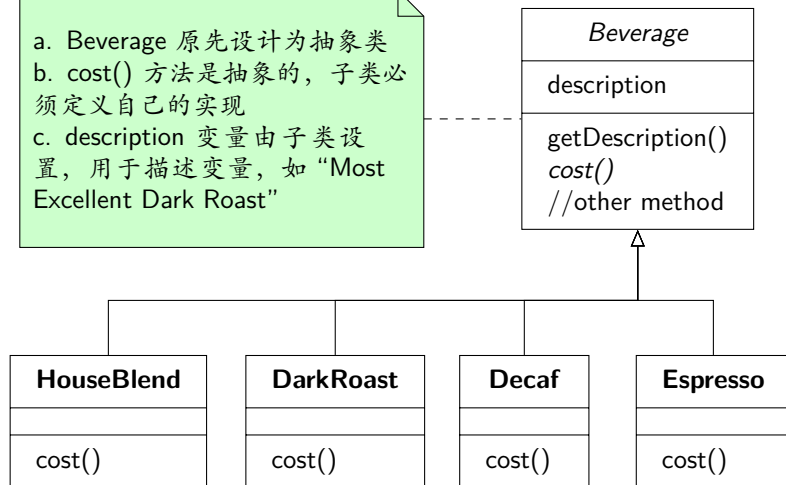 a. Beverage 原先设计为抽象类
b. cost() 方法是抽象的，子类必
须定义自己的实现
c. description 变量由子类设
置，用于描述变量，如 “Most
Excellent Dark Roast”
Beverage
description
getDescription()
cost()
//other method
HouseBlend
cost()
DarkRoast
cost()
Decaf
cost()
Espresso
cost()